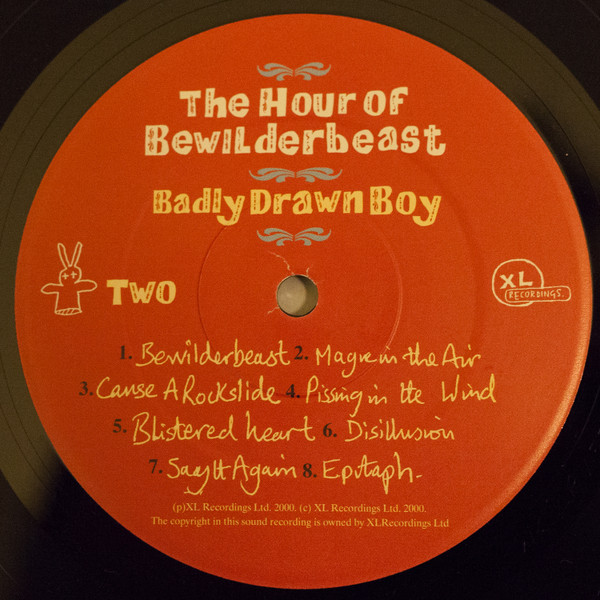 The Hour Of
Bewilderbeast
Badly Drawn Boy
Two
XL
RECORDINGS.
1. Bewilderbeast 2. Magic in the Air
3. Cause A Rockslide 4. Pissing in the Wind
5. Blistered heart 6. Disillusion
7. Say It Again 8. Epitaph.
(p)XL Recordings Ltd. 2000. (c) XL Recordings Ltd. 2000.
The copyright in this sound recording is owned by XLRecordings Ltd